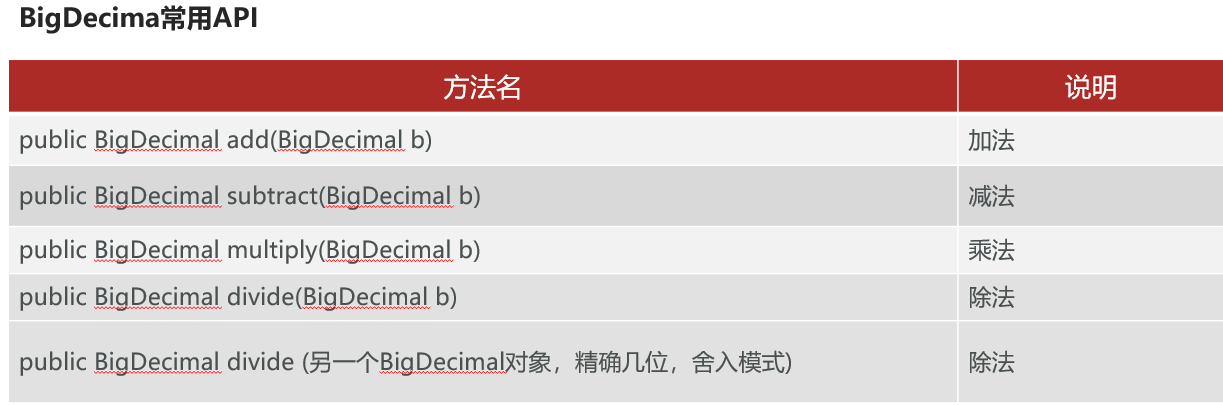 BigDecima常用API
方法名 说明
public BigDecimal add(BigDecimal b) 加法
public BigDecimal subtract(BigDecimal b) 减法
public BigDecimal multiply(BigDecimal b) 乘法
public BigDecimal divide(BigDecimal b) 除法
public BigDecimal divide (另一个BigDecimal对象，精确几位，舍入模式) 除法